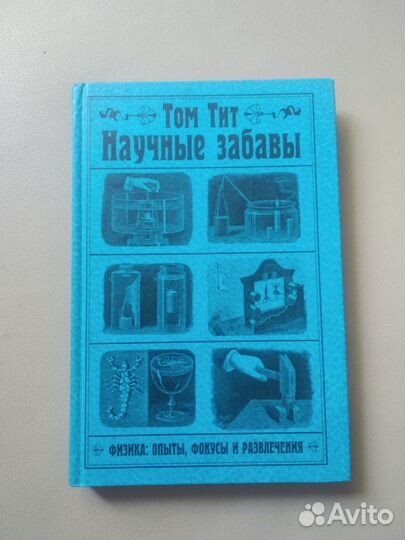 Том Тит
Научные забавы
физика: опыты, фокусы и развлечения
Avito